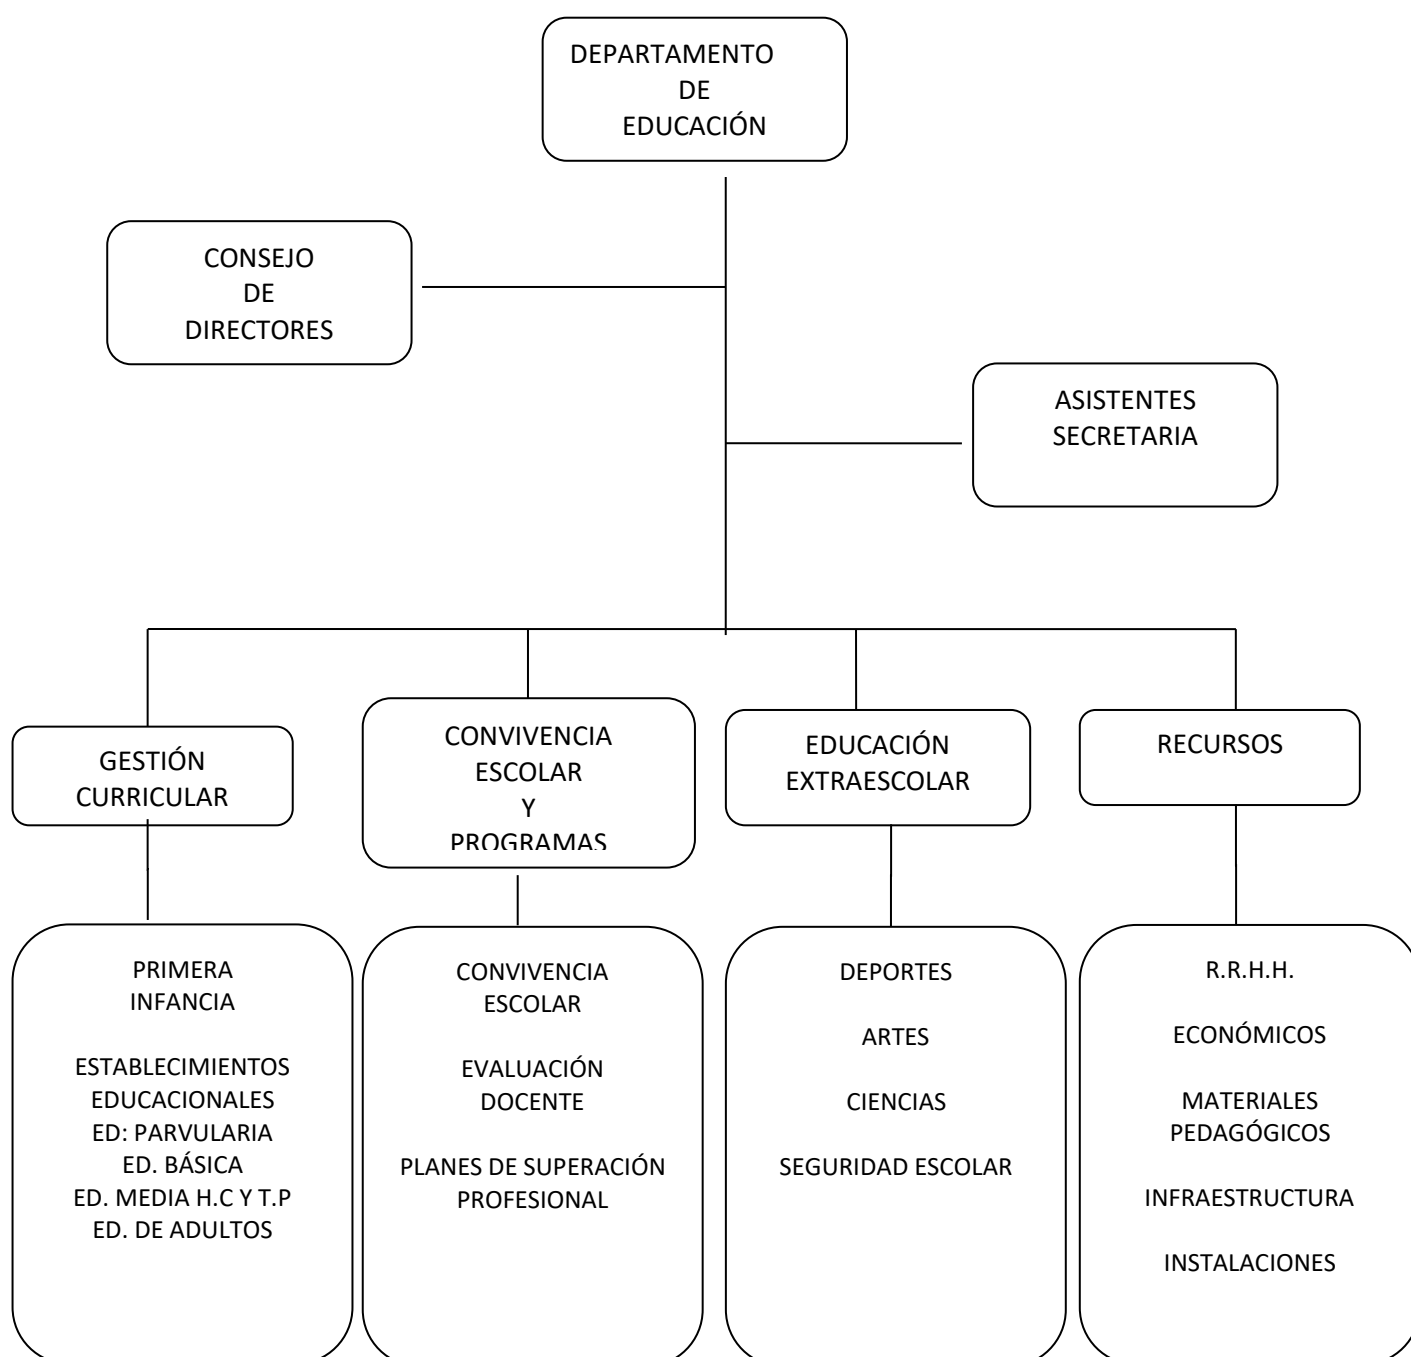 DEPARTAMENTO
DE
EDUCACIÓN
CONSEJO
DE
DIRECTORES
ASISTENTES
SECRETARIA
GESTIÓN
CURRICULAR
CONVIVENCIA
ESCOLAR
Y
PROGRAMAS
EDUCACIÓN
EXTRAESCOLAR
RECURSOS
PRIMERA
INFANCIA
ESTABLECIMIENTOS
EDUCACIONALES
ED: PARVULARIA
ED. BÁSICA
ED. MEDIA H.C Y T.P
ED. DE ADULTOS
CONVIVENCIA
ESCOLAR
EVALUACIÓN
DOCENTE
PLANES DE SUPERACIÓN
PROFESIONAL
DEPORTES
ARTES
CIENCIAS
SEGURIDAD ESCOLAR
R.R.H.H.
ECONÓMICOS
MATERIALES
PEDAGÓGICOS
INFRAESTRUCTURA
INSTALACIONES